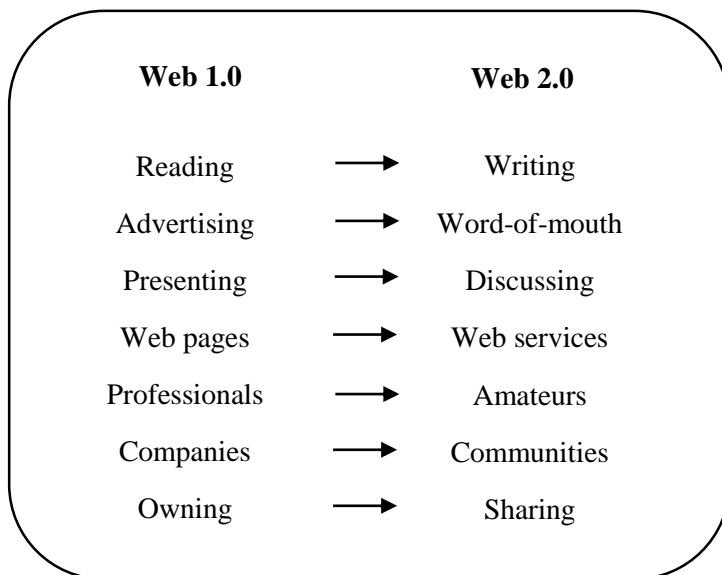 Web 1.0 Web 2.0
Reading → Writing
Advertising → Word-of-mouth
Presenting → Discussing
Web pages → Web services
Professionals → Amateurs
Companies → Communities
Owning → Sharing